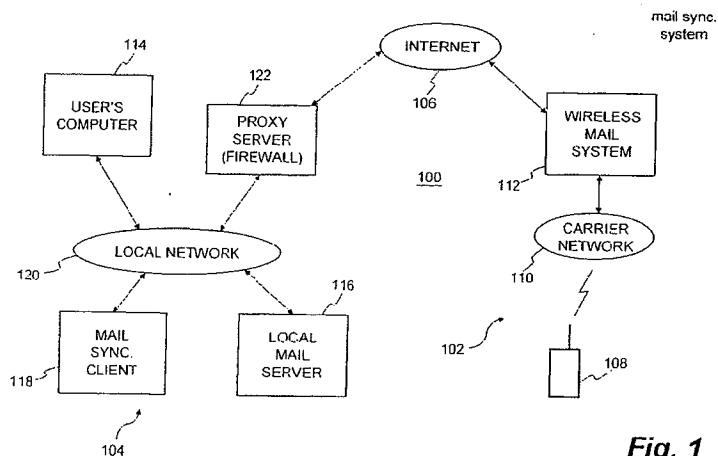 mail sync.
system
114
USER'S
COMPUTER
122
PROXY
SERVER
(FIREWALL)
INTERNET
106
WIRELESS
MAIL
SYSTEM
112
100
CARRIER
NETWORK
110
LOCAL NETWORK
120
MAIL
SYNC.
CLIENT
118
104
116
LOCAL
MAIL
SERVER
102
108
Fig. 1